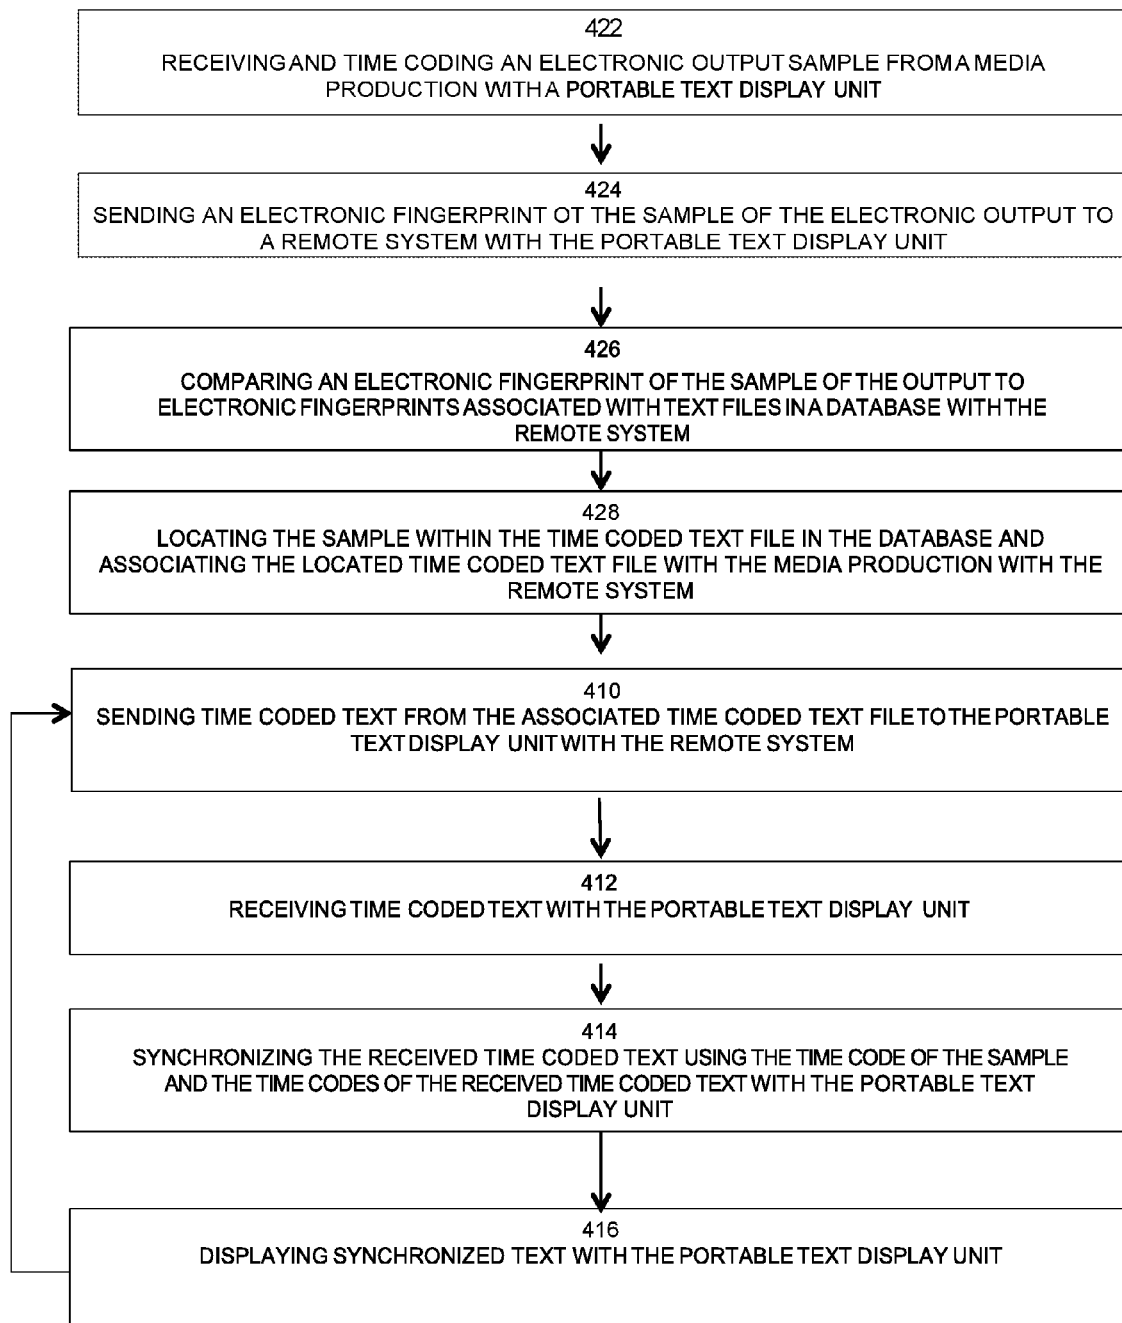 422
RECEIVING AND TIME CODING AN ELECTRONIC OUTPUT SAMPLE FROM A MEDIA
PRODUCTION WITH A PORTABLE TEXT DISPLAY UNIT
424
SENDING AN ELECTRONIC FINGERPRINT OT THE SAMPLE OF THE ELECTRONIC OUTPUT TO
A REMOTE SYSTEM WITH THE PORTABLE TEXT DISPLAY UNIT
426
COMPARING AN ELECTRONIC FINGERPRINT OF THE SAMPLE OF THE OUTPUT TO
ELECTRONIC FINGERPRINTS ASSOCIATED WITH TEXT FILES IN A DATABASE WITH THE
REMOTE SYSTEM
428
LOCATING THE SAMPLE WITHIN THE TIME CODED TEXT FILE IN THE DATABASE AND
ASSOCIATING THE LOCATED TIME CODED TEXT FILE WITH THE MEDIA PRODUCTION WITH THE
REMOTE SYSTEM
410
SENDING TIME CODED TEXT FROM THE ASSOCIATED TIME CODED TEXT FILE TO THE PORTABLE
TEXT DISPLAY UNIT WITH THE REMOTE SYSTEM
412
RECEIVING TIME CODED TEXT WITH THE PORTABLE TEXT DISPLAY UNIT
414
SYNCHRONIZING THE RECEIVED TIME CODED TEXT USING THE TIME CODE OF THE SAMPLE
AND THE TIME CODES OF THE RECEIVED TIME CODED TEXT WITH THE PORTABLE TEXT
DISPLAY UNIT
416
DISPLAYING SYNCHRONIZED TEXT WITH THE PORTABLE TEXT DISPLAY UNIT